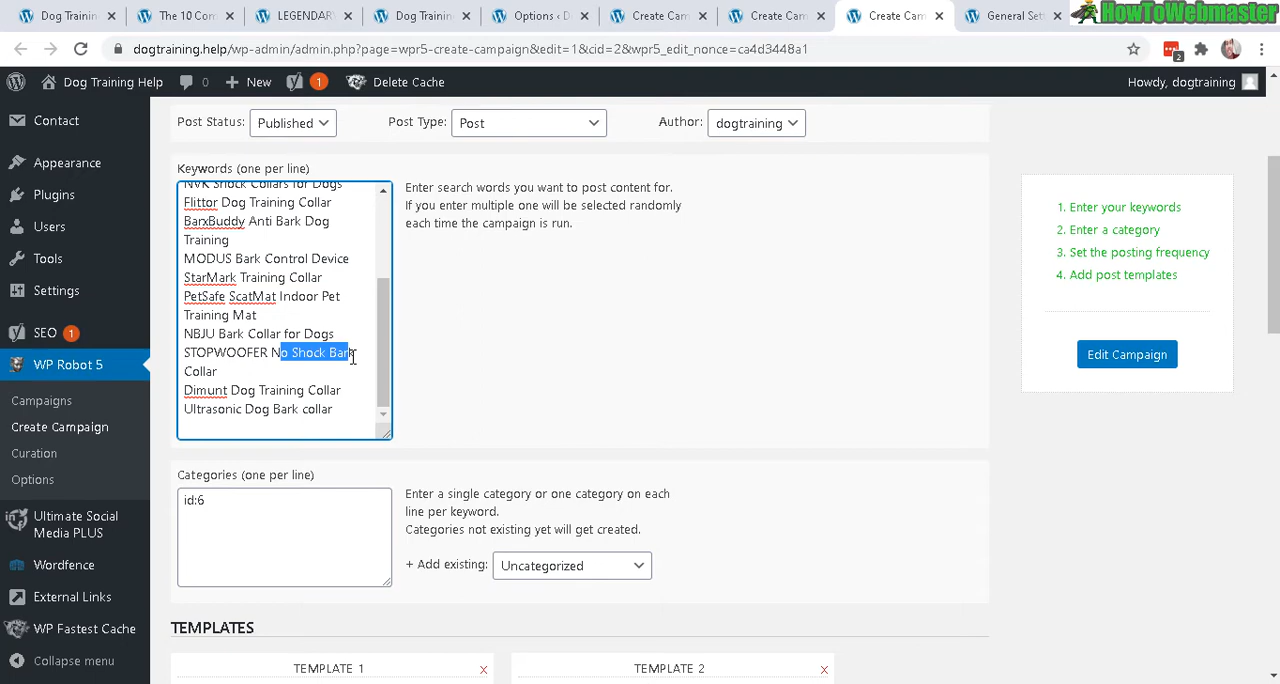 Dog Trainin
The 10 Com
LEGENDAR
Dog Trainin
Options ‹ D
Create Cam
Create Cam
Create Cam
General Set
HowToWebmaster
dogtraining.help/wp-admin/admin.php?page=wpr5-create-campaign&edit=1&cid=2&wpr5_edit_nonce=ca4d3448a1
2
Dog Training Help
0
New
1
Delete Cache
Howdy, dogtraining
Contact
Appearance
Plugins
Users
Tools
Settings
SEO 1
WP Robot 5
Campaigns
Create Campaign
Curation
Options
Ultimate Social
Media PLUS
Wordfence
External Links
WP Fastest Cache
Collapse menu
Post Status: Published
Post Type: Post
Author: dogtraining
Keywords (one per line)
NVK Shock Collars for Dogs
Flittor Dog Training Collar
BarxBuddy Anti Bark Dog
Training
MODUS Bark Control Device
StarMark Training Collar
PetSafe ScatMat Indoor Pet
Training Mat
NBJU Bark Collar for Dogs
STOPWOOFER No Shock Bark
Collar
Dimunt Dog Training Collar
Ultrasonic Dog Bark collar
Enter search words you want to post content for.
If you enter multiple one will be selected randomly
each time the campaign is run.
Categories (one per line)
id:6
Enter a single category or one category on each
line per keyword.
Categories not existing yet will get created.
+ Add existing: Uncategorized
TEMPLATES
TEMPLATE 1 x
TEMPLATE 2 x
1. Enter your keywords
2. Enter a category
3. Set the posting frequency
4. Add post templates
Edit Campaign